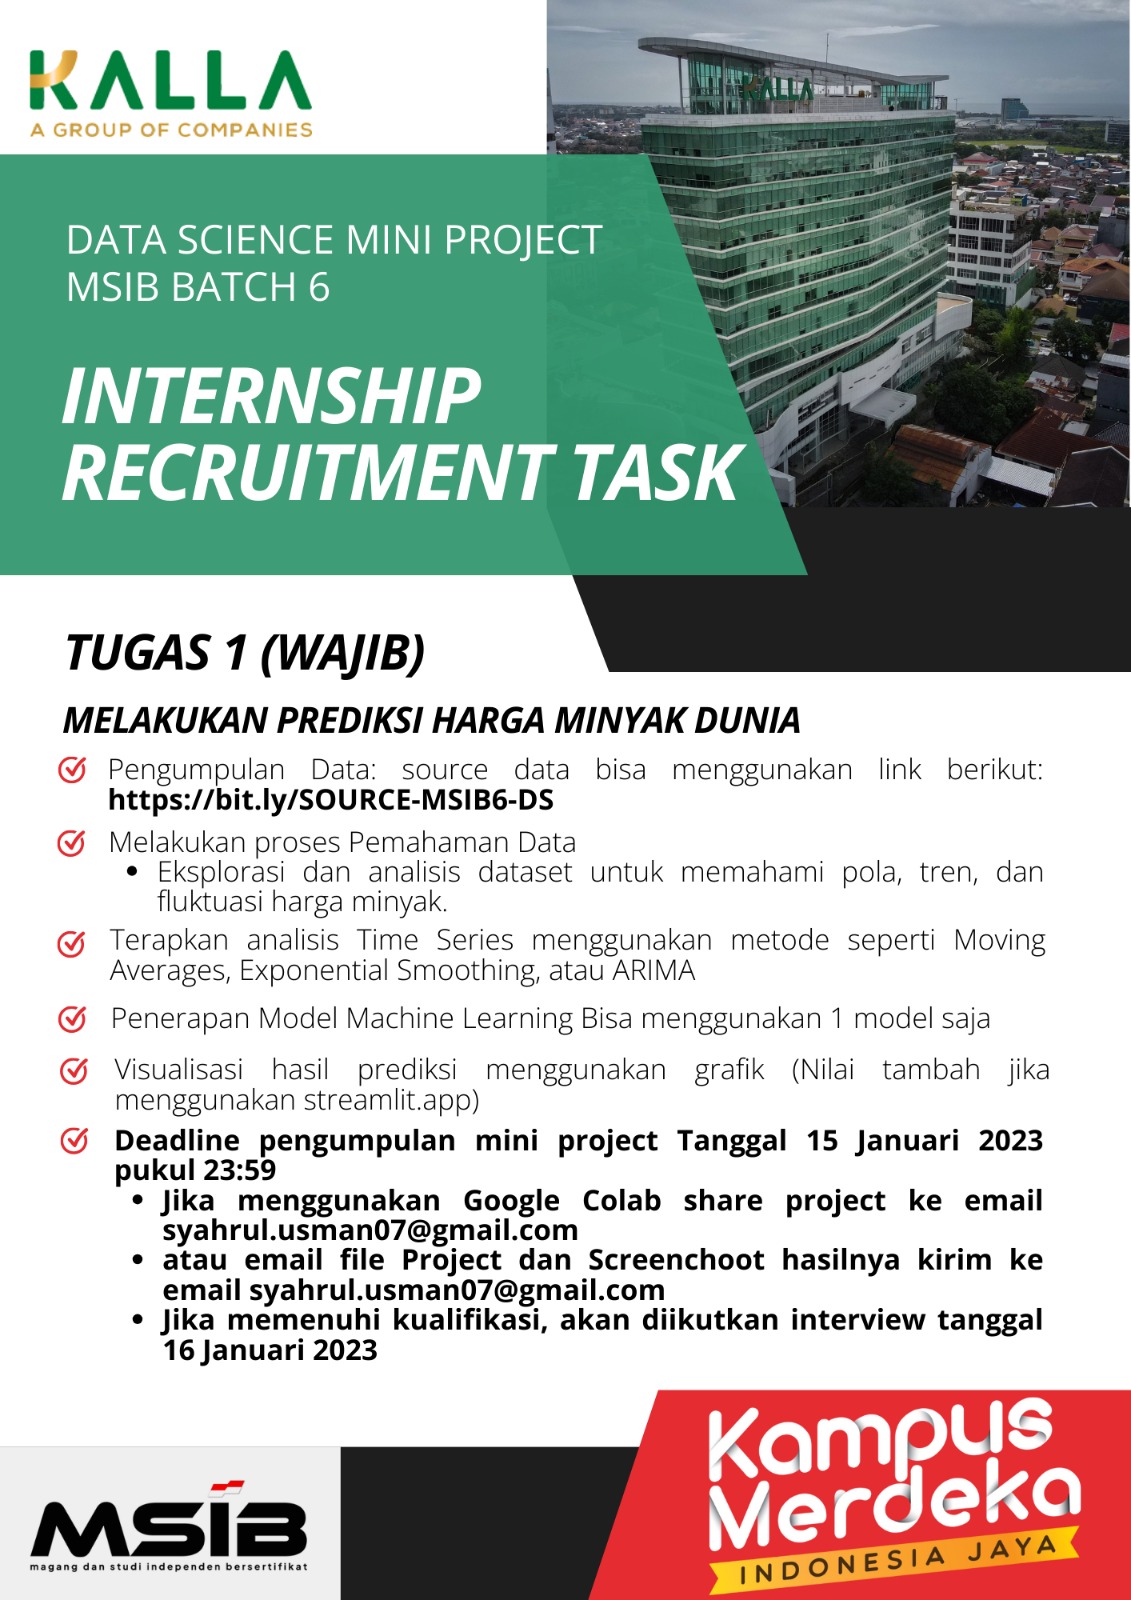 KALLA
A GROUP OF COMPANIES
KALLA
DATA SCIENCE MINI PROJECT
MSIB BATCH 6
INTERNSHIP
RECRUITMENT TASK
TUGAS 1 (WAJIB)
MELAKUKAN PREDIKSI HARGA MINYAK DUNIA
Pengumpulan Data: source data bisa menggunakan link berikut:
https://bit.ly/SOURCE-MSIB6-DS
Melakukan proses Pemahaman Data
• Eksplorasi dan analisis dataset untuk memahami pola, tren, dan
fluktuasi harga minyak.
Terapkan analisis Time Series menggunakan metode seperti Moving
Averages, Exponential Smoothing, atau ARIMA
Penerapan Model Machine Learning Bisa menggunakan 1 model saja
Visualisasi hasil prediksi menggunakan grafik (Nilai tambah jika
menggunakan streamlit.app)
Deadline pengumpulan mini project Tanggal 15 Januari 2023
pukul 23:59
• Jika menggunakan Google Colab share project ke email
syahrul.usman07@gmail.com
• atau email file Project dan Screenchoot hasilnya kirim ke
email syahrul.usman07@gmail.com
• Jika memenuhi kualifikasi, akan diikutkan interview tanggal
16 Januari 2023
MSIB
magang dan studi independen bersertifikat
Kampus
Merdeka
INDONESIA JAYA